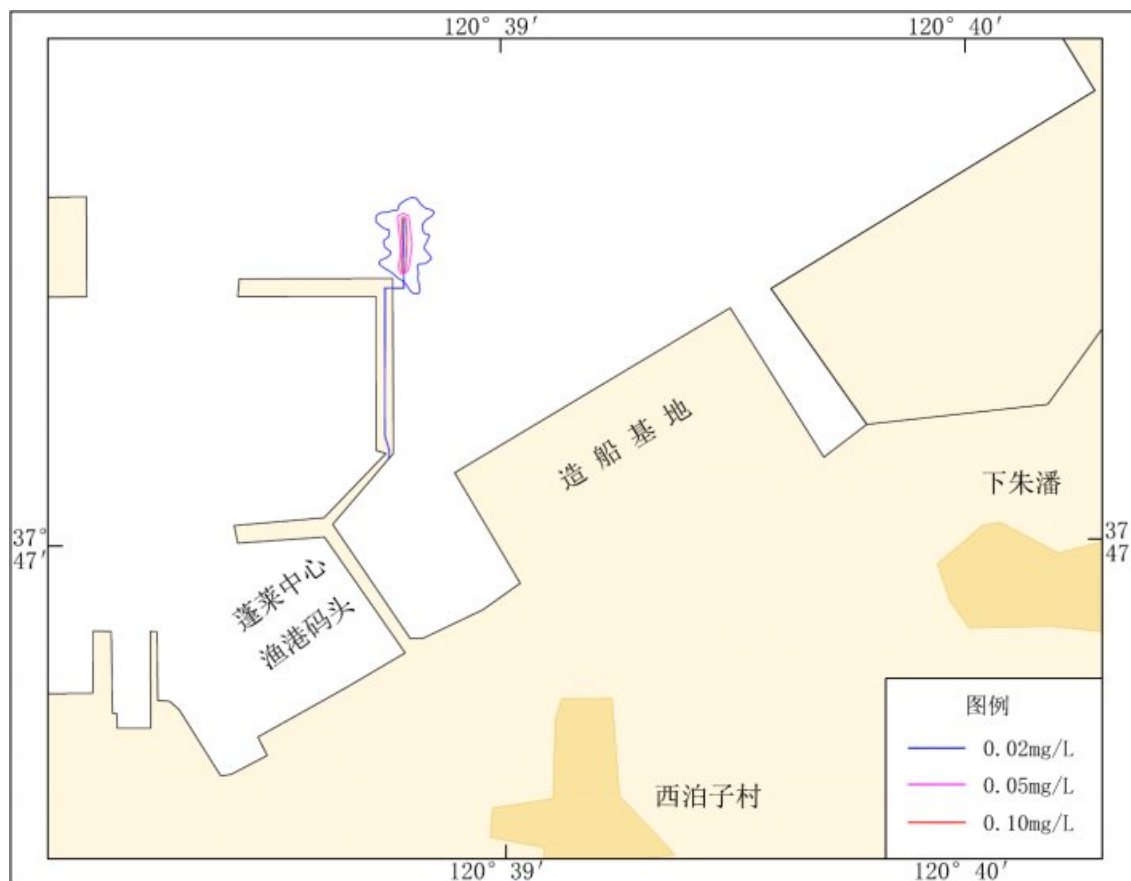 120° 39′
120° 40′
造船基地
下朱潘
37°
47′
37
47
蓬莱中心
渔港码头
图例
0.02mg/L
0.05mg/L
0.10mg/L
西泊子村
120° 39′
120° 40′